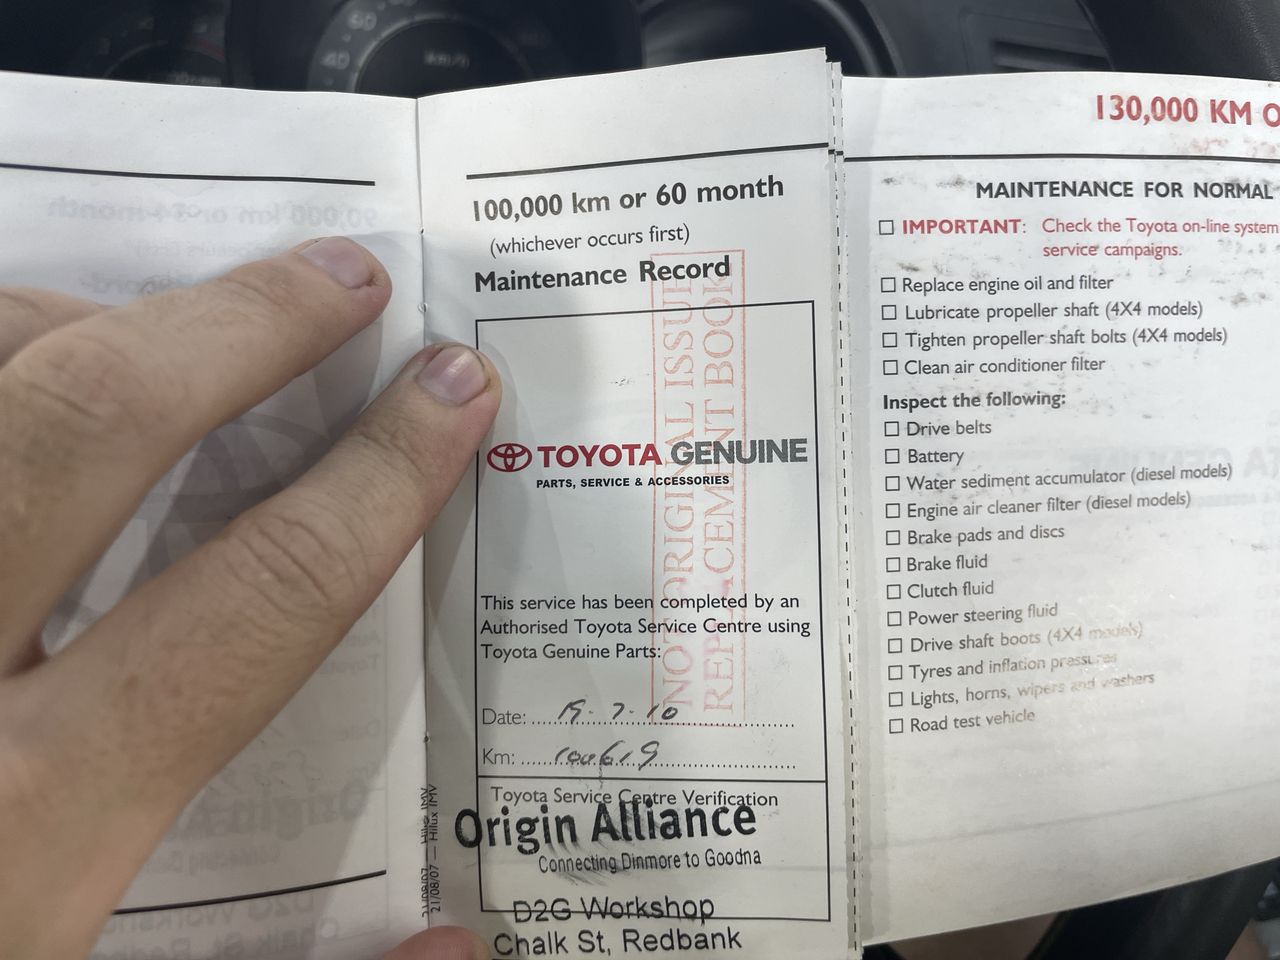 100,000 km or 60 month
(whichever occurs first)
Maintenance Record
NOT ORIGINAL ISSUE
REPLACEMENT BOOK
TOYOTA GENUINE
PARTS, SERVICE & ACCESSORIES
This service has been completed by an
Authorised Toyota Service Centre using
Toyota Genuine Parts:
Date: 19-7-10
Km: 100619
Toyota Service Centre Verification
Origin Alliance
Connecting Dinmore to Goodna
D2G Workshop
Chalk St, Redbank
21/08/07 — Hilux IMV
130,000 KM O
MAINTENANCE FOR NORMAL
IMPORTANT: Check the Toyota on-line system
service campaigns.
Replace engine oil and filter
Lubricate propeller shaft (4X4 models)
Tighten propeller shaft bolts (4X4 models)
Clean air conditioner filter
Inspect the following:
Drive belts
Battery
Water sediment accumulator (diesel models)
Engine air cleaner filter (diesel models)
Brake pads and discs
Brake fluid
Clutch fluid
Power steering fluid
Drive shaft boots (4X4 models)
Tyres and inflation pressures
Lights, horns, wipers and washers
Road test vehicle
km/h